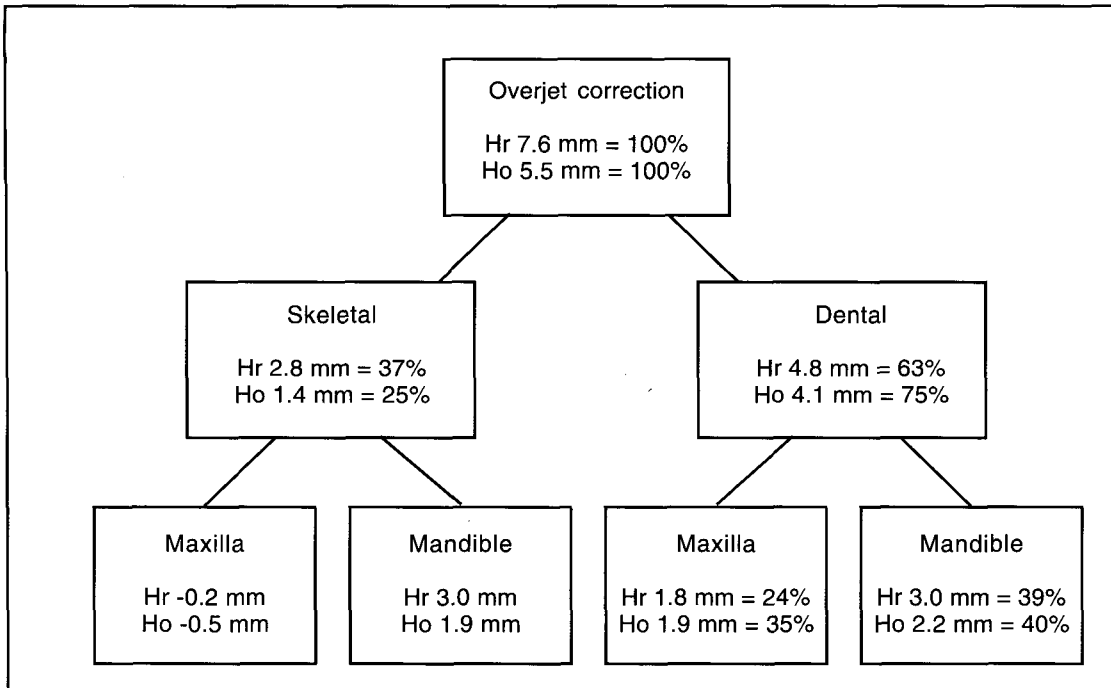 Overjet correction
Hr 7.6 mm = 100%
Ho 5.5 mm = 100%
Skeletal
Hr 2.8 mm = 37%
Ho 1.4 mm = 25%
Dental
Hr 4.8 mm = 63%
Ho 4.1 mm = 75%
Maxilla
Hr -0.2 mm
Ho -0.5 mm
Mandible
Hr 3.0 mm
Ho 1.9 mm
Maxilla
Hr 1.8 mm = 24%
Ho 1.9 mm = 35%
Mandible
Hr 3.0 mm = 39%
Ho 2.2 mm = 40%